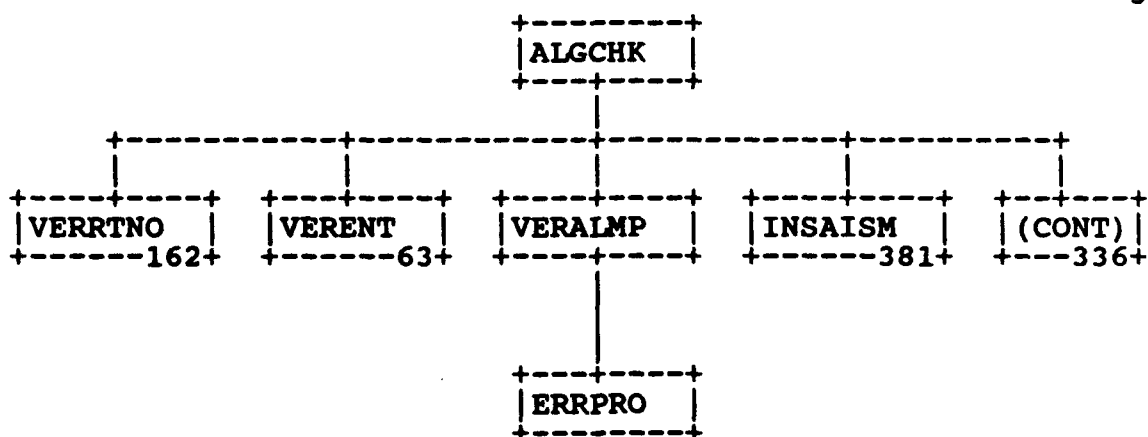 ALGCHK
VERRTNO VERENT VERALMP INSAISM (CONT)
162 63 381 336
ERRPRO